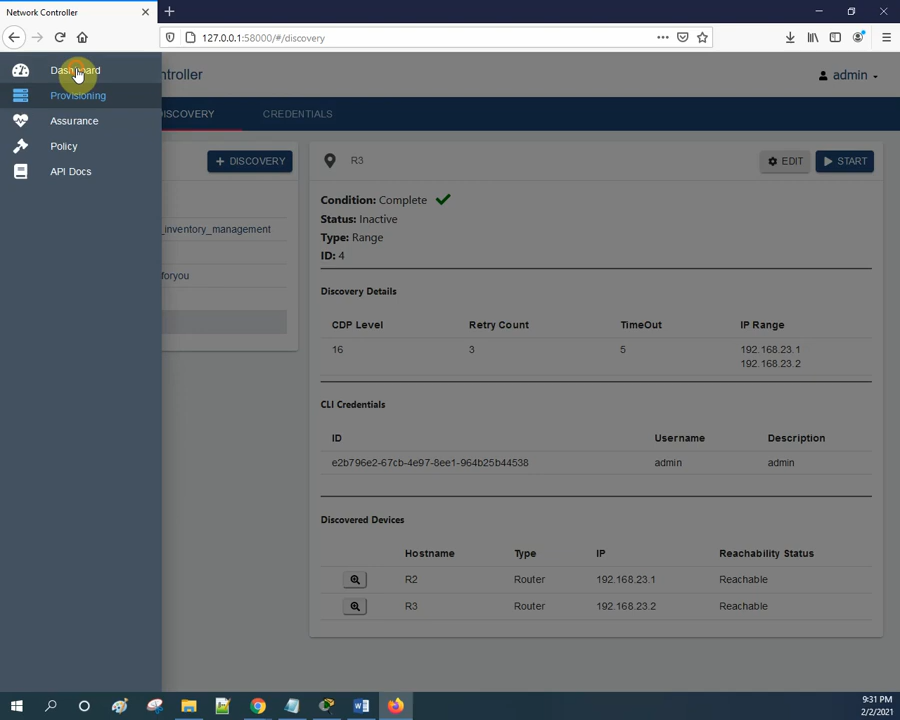 Network Controller
127.0.0.1:58000/#/discovery
Dashboard
Provisioning
Assurance
Policy
API Docs
ntroller
admin
DISCOVERY
CREDENTIALS
+ DISCOVERY
_inventory_management
foryou
R3
EDIT
START
Condition: Complete
Status: Inactive
Type: Range
ID: 4
Discovery Details
CDP Level Retry Count TimeOut IP Range
16 3 5 192.168.23.1
192.168.23.2
CLI Credentials
ID Username Description
e2b796e2-67cb-4e97-8ee1-964b25b44538 admin admin
Discovered Devices
Hostname Type IP Reachability Status
R2 Router 192.168.23.1 Reachable
R3 Router 192.168.23.2 Reachable
9:31 PM
2/2/2021